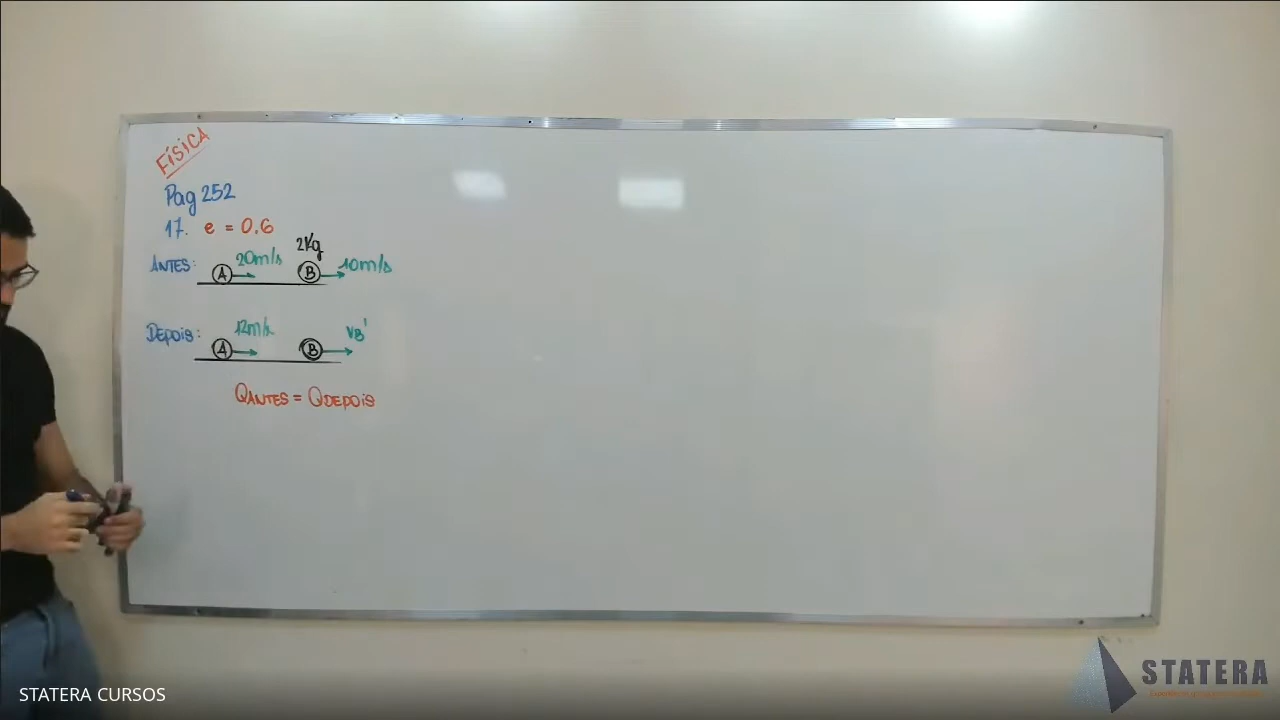 FÍSICA
Pag 252
17. e = 0.6
2Kg
ANTES: A 20m/s B 10m/s
DEPOIS: A 12m/s B VB'
QANTES = QDEPOIS
STATERA
STATERA CURSOS